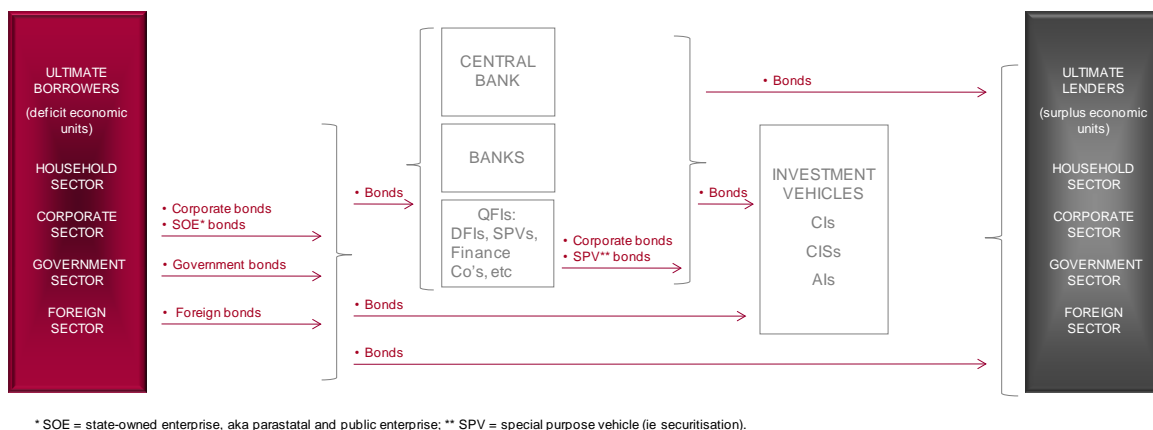 ULTIMATE
BORROWERS
(deficit economic
units)
HOUSEHOLD
SECTOR
CORPORATE
SECTOR
GOVERNMENT
SECTOR
FOREIGN
SECTOR
• Corporate bonds
• SOE* bonds
• Government bonds
• Foreign bonds
• Bonds
• Bonds
• Bonds
CENTRAL
BANK
BANKS
QFIs:
DFIs, SPVs,
Finance
Co's, etc
• Corporate bonds
• SPV** bonds
• Bonds
• Bonds
INVESTMENT
VEHICLES
CIs
CISs
AIs
ULTIMATE
LENDERS
(surplus economic
units)
HOUSEHOLD
SECTOR
CORPORATE
SECTOR
GOVERNMENT
SECTOR
FOREIGN
SECTOR
* SOE = state-owned enterprise, aka parastatal and public enterprise; ** SPV = special purpose vehicle (ie securitisation).